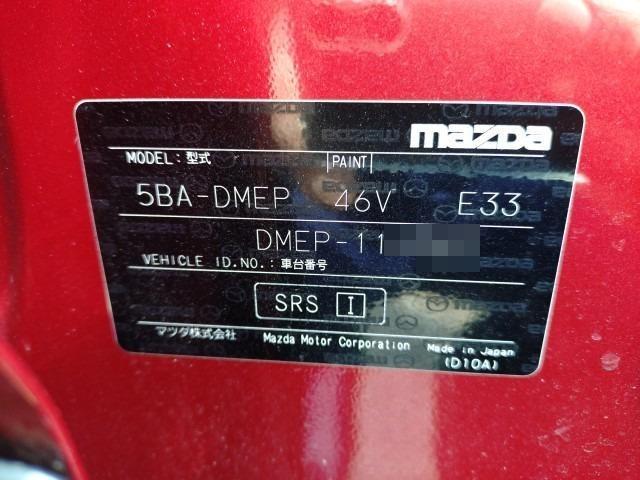 mazda
MODEL: 型式 PAINT
5BA-DMEP 46V E33
DMEP-11
VEHICLE ID.NO.: 車台番号
SRS I
マツダ株式会社 Mazda Motor Corporation Made in Japan
(D10A)